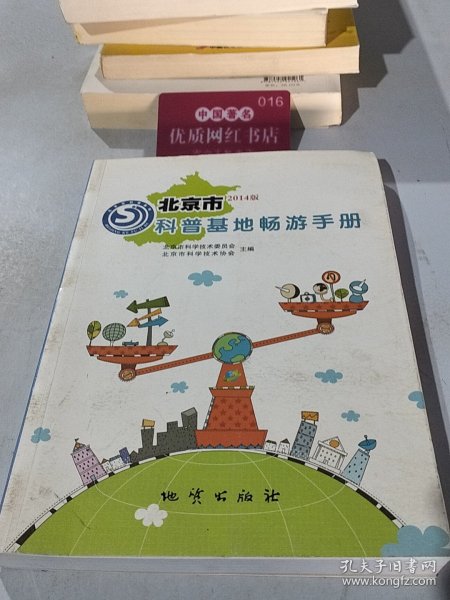 016
中国著名
优质网红书店
北京市
2014版
科普基地畅游手册
北京市科学技术委员会
北京市科学技术协会
主编
地质出版社
孔夫子旧书网
www.kongfz.com